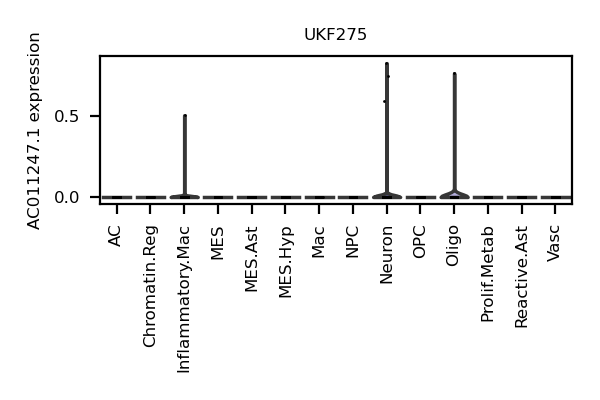 UKF275
AC011247.1 expression
0.5
0.0
AC
Chromatin.Reg
Inflammatory.Mac
MES
MES.Ast
MES.Hyp
Mac
NPC
Neuron
OPC
Oligo
Prolif.Metab
Reactive.Ast
Vasc